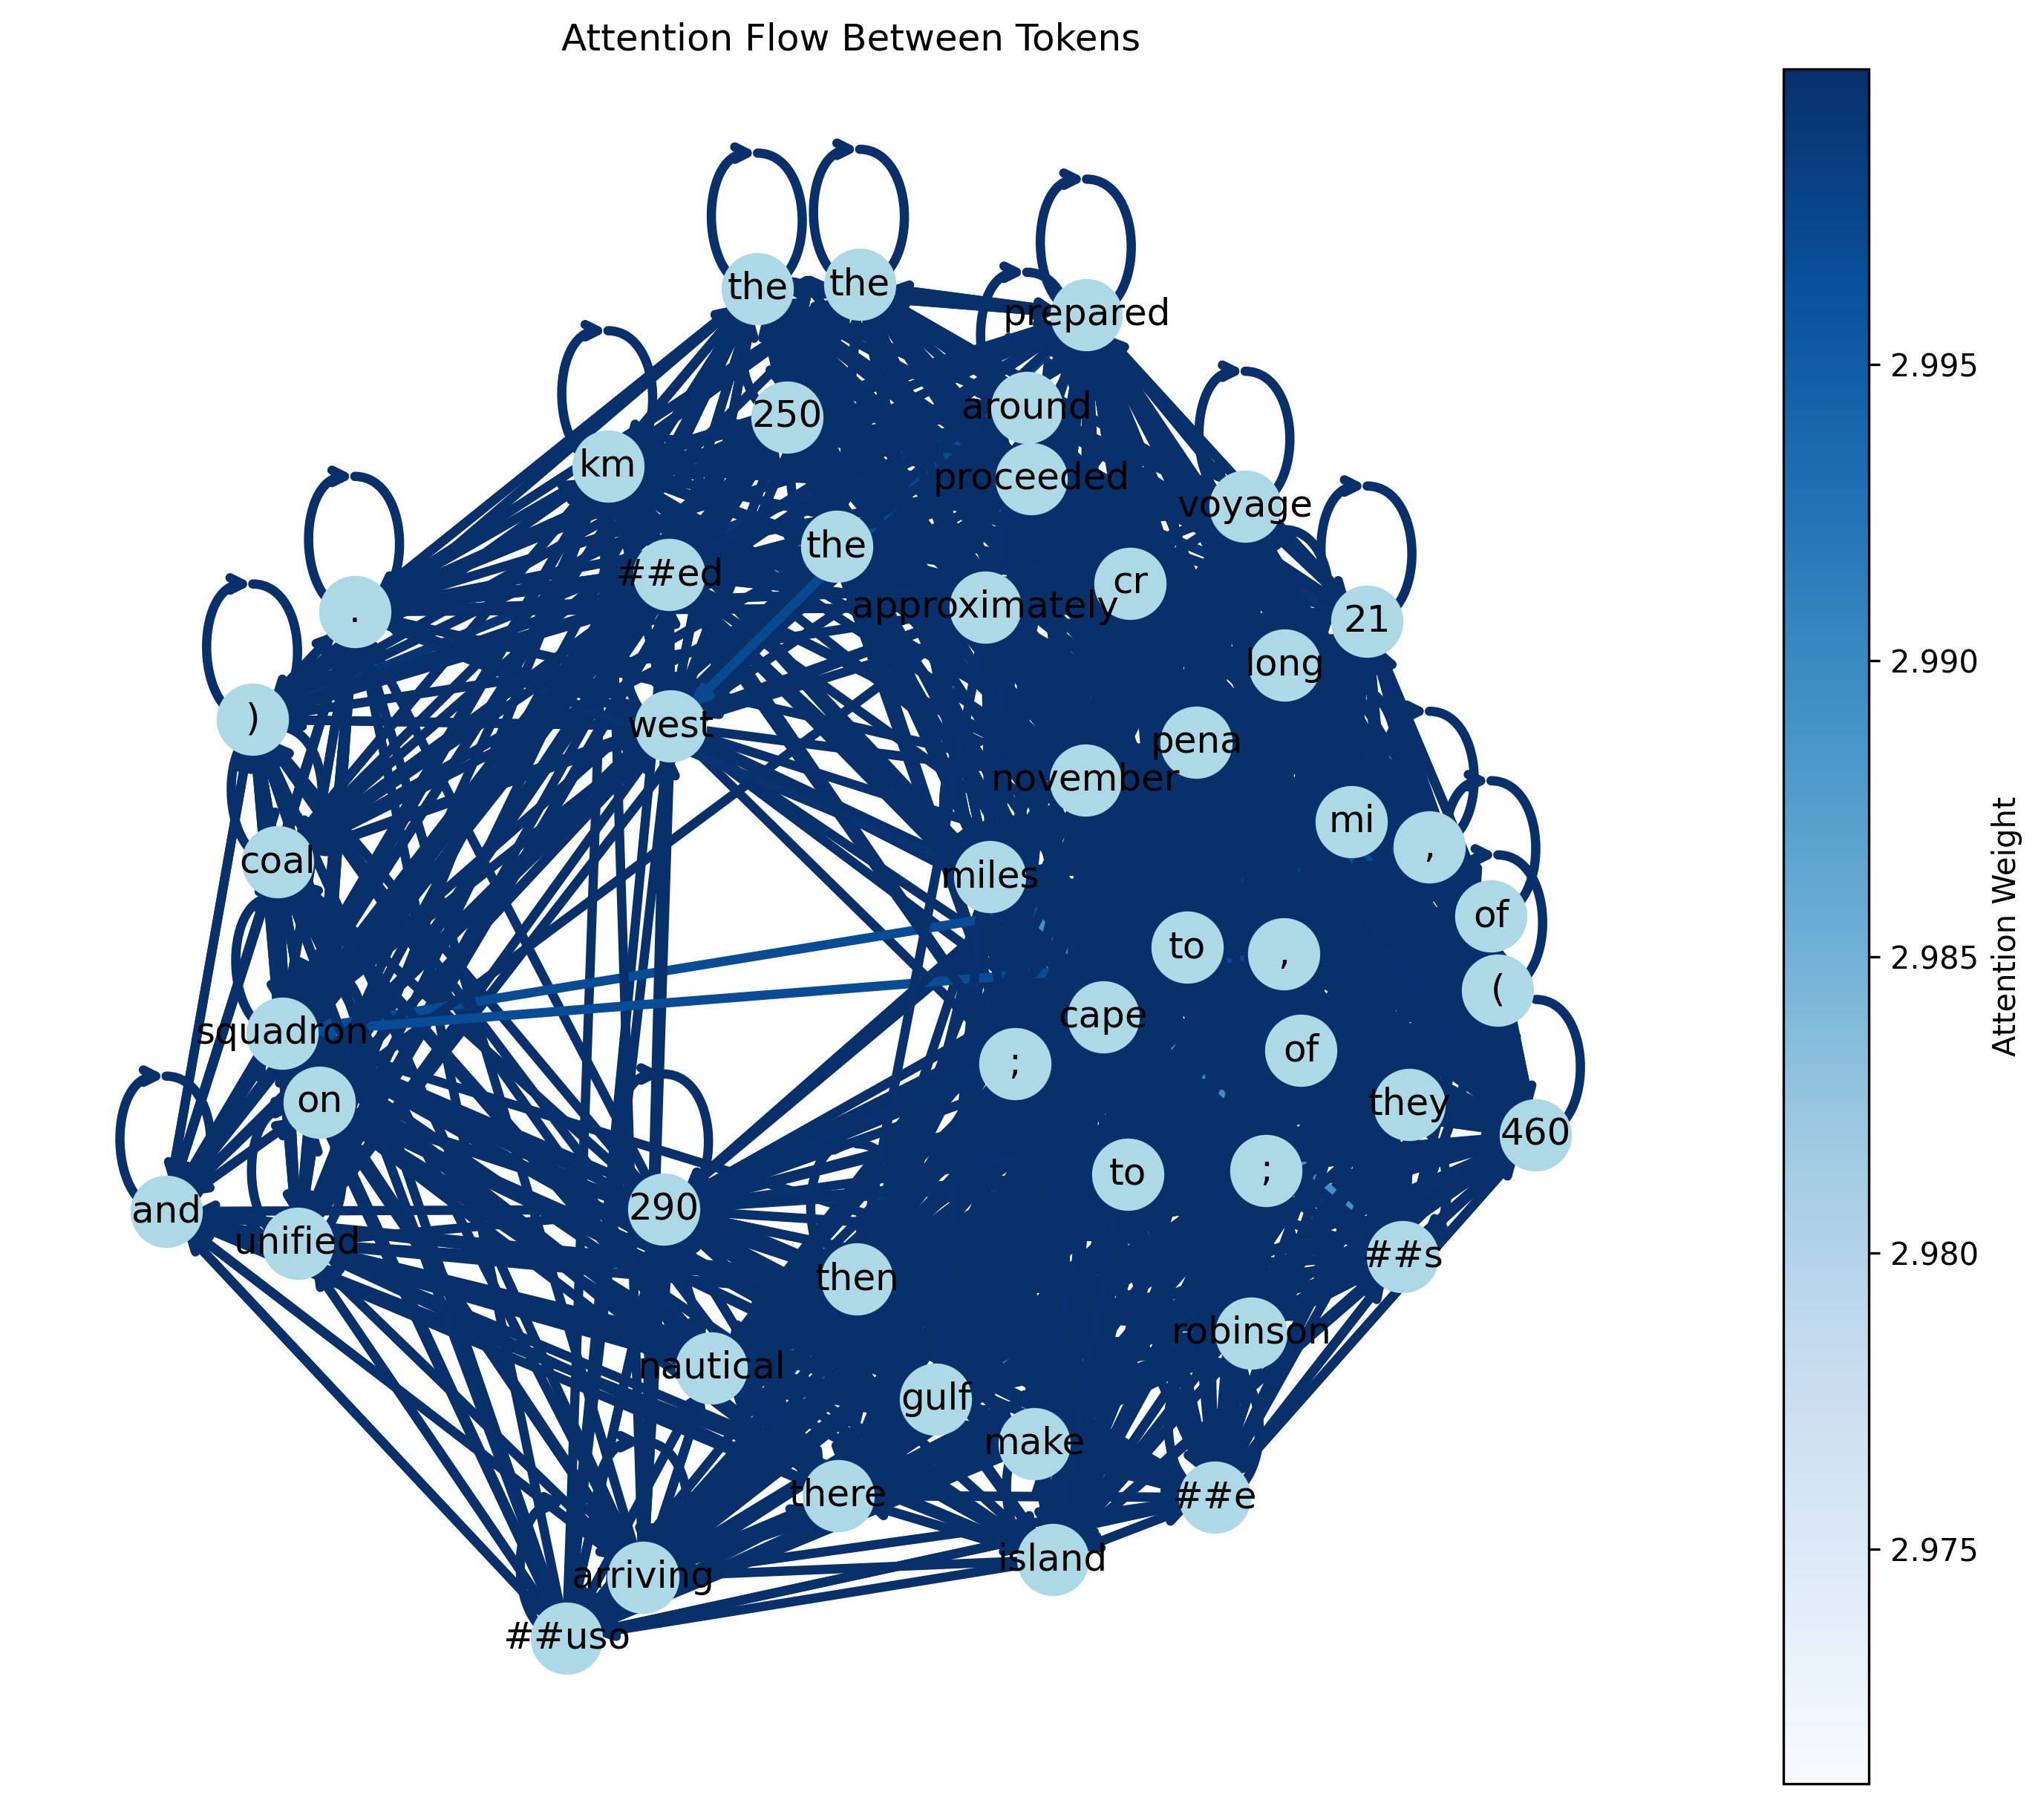 Attention Flow Between Tokens
the
the
prepared
around
250
km
proceeded
voyage
the
##ed
cr
approximately
.
21
long
)
west
pena
november
mi
,
coal
miles
of
to
,
(
squadron
cape
of
;
on
they
460
to
;
and
290
unified
##s
then
robinson
nautical
gulf
make
there
##e
island
arriving
##uso
2.995
2.990
2.985
2.980
2.975
Attention Weight